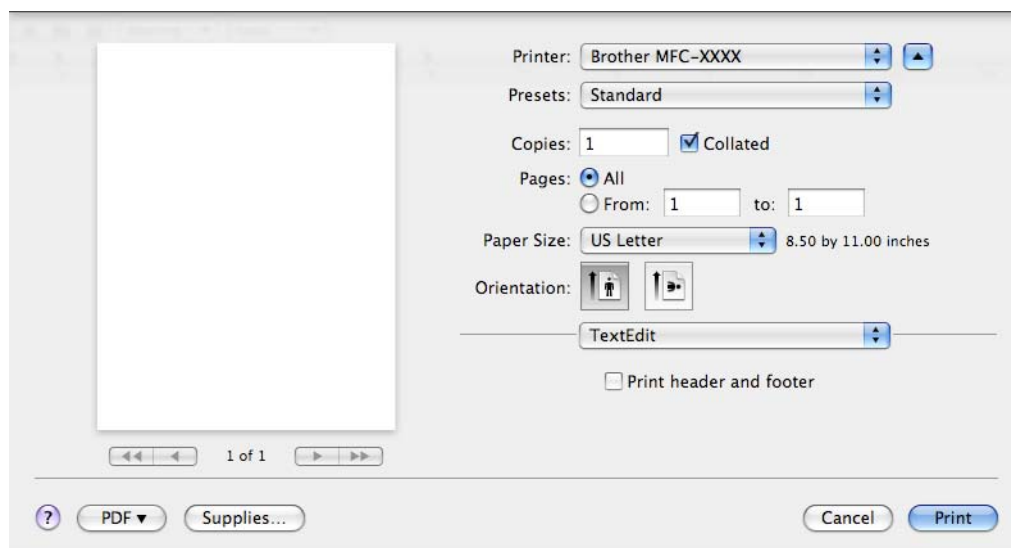 Printer: Brother MFC-XXXX
Presets: Standard
Copies: 1 Collated
Pages: All
From: 1 to: 1
Paper Size: US Letter 8.50 by 11.00 inches
Orientation:
TextEdit
Print header and footer
1 of 1
? PDF▼ Supplies... Cancel Print